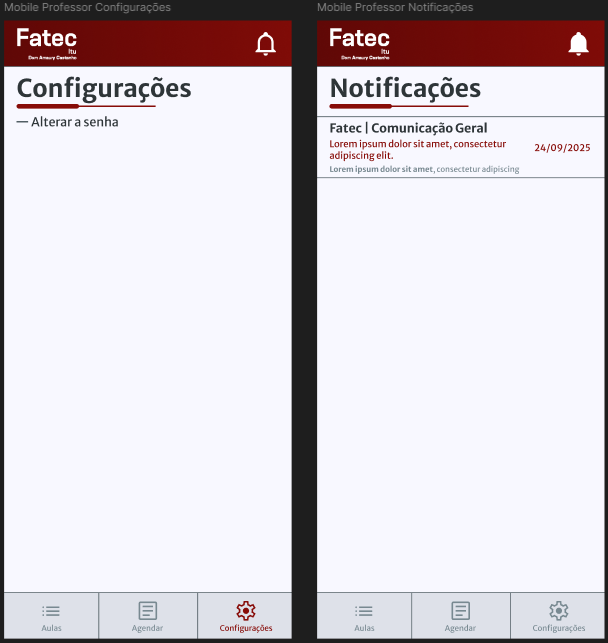 Mobile Professor Configurações
Fatec
Itu
Dom Amaury Castanho
Configurações
— Alterar a senha
Aulas
Agendar
Configurações
Mobile Professor Notificações
Fatec
Itu
Dom Amaury Castanho
Notificações
Fatec | Comunicação Geral
Lorem ipsum dolor sit amet, consectetur
adipiscing elit.
24/09/2025
Lorem ipsum dolor sit amet, consectetur adipiscing
Aulas
Agendar
Configurações